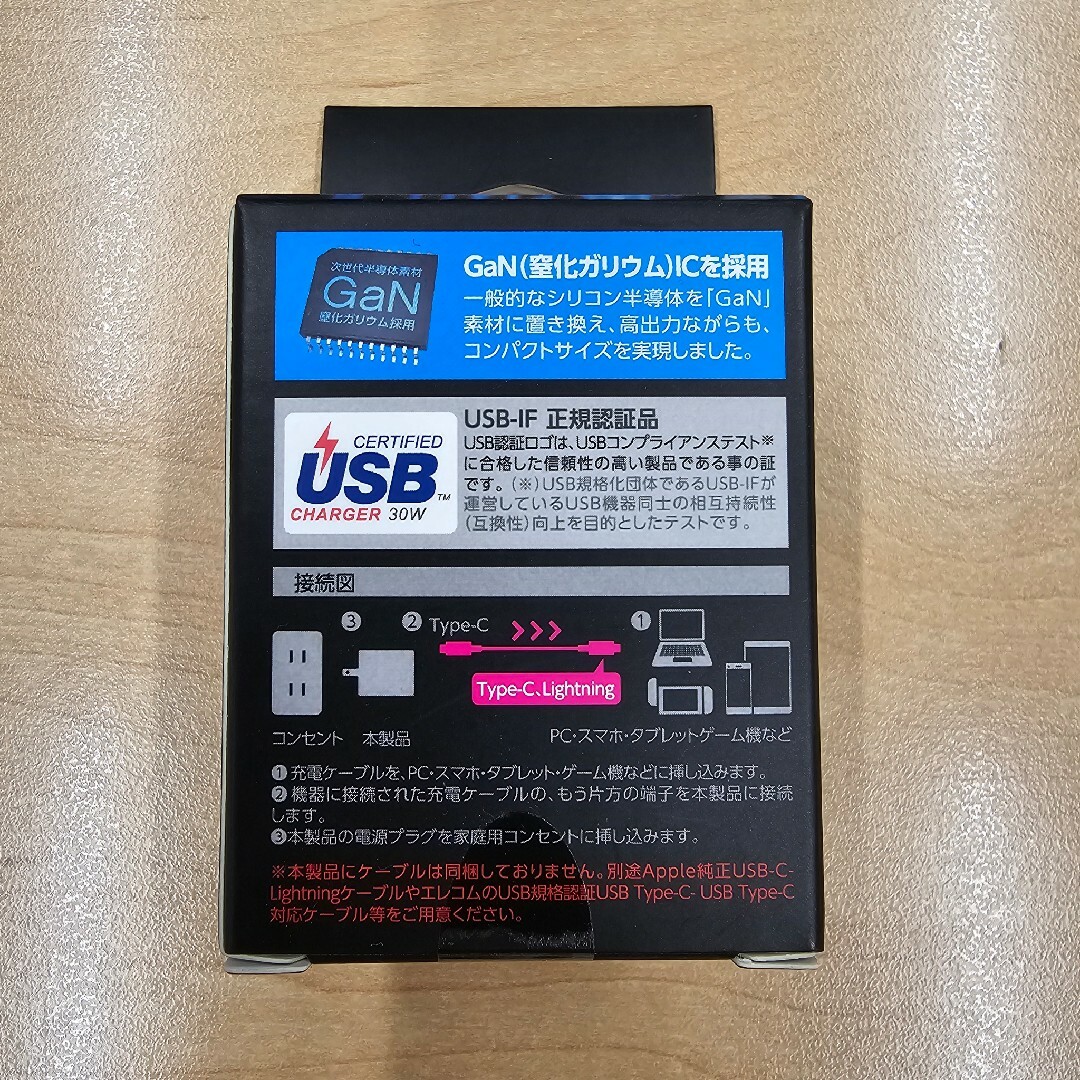 次世代半導体素材
GaN
窒化ガリウム採用
GaN(窒化ガリウム)ICを採用
一般的なシリコン半導体を「GaN」
素材に置き換え、高出力ながらも、
コンパクトサイズを実現しました。
CERTIFIED
USB™
CHARGER 30W
USB-IF 正規認証品
USB認証ロゴは、USBコンプライアンステスト※
に合格した信頼性の高い製品である事の証
です。(※)USB規格化団体であるUSB-IFが
運営しているUSB機器同士の相互持続性
(互換性)向上を目的としたテストです。
接続図
③ ② Type-C ①
Type-C、Lightning
コンセント 本製品 PC・スマホ・タブレットゲーム機など
①充電ケーブルを、PC・スマホ・タブレット・ゲーム機などに挿し込みます。
②機器に接続された充電ケーブルの、もう片方の端子を本製品に接続
します。
③本製品の電源プラグを家庭用コンセントに挿し込みます。
※本製品にケーブルは同梱しておりません。別途Apple純正USB-C-
LightningケーブルやエレコムのUSB規格認証USB Type-C- USB Type-C
対応ケーブル等をご用意ください。